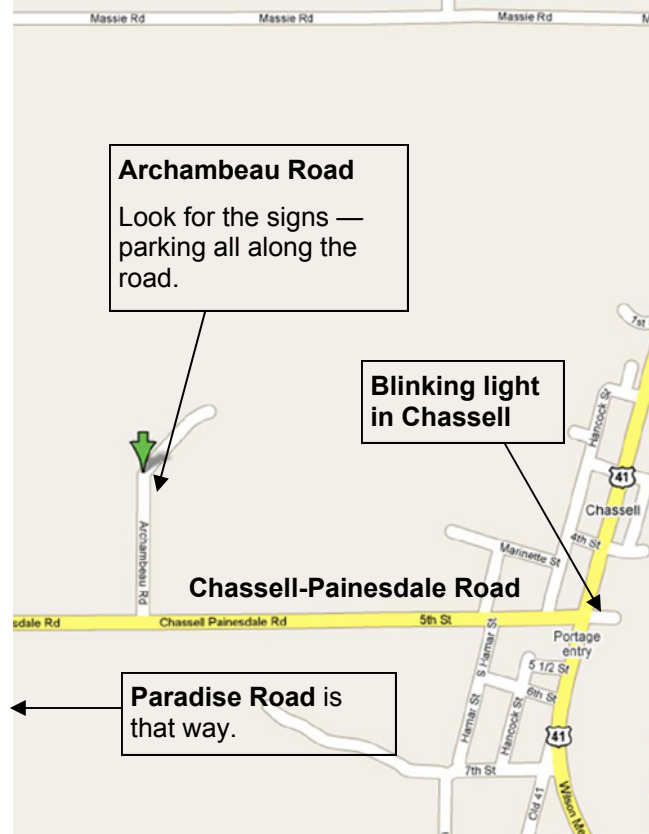 Massie Rd
Massie Rd
Massie Rd
Archambeau Road
Look for the signs —
parking all along the
road.
1st
Blinking light
in Chassell
Hancock St
41
Chassell
4th St
Marinette St
Archambeau Rd
Chassell-Painesdale Road
sdale Rd
Chassell Painesdale Rd
5th St
S Hamar St
Portage
entry
5 1/2 St
6th St
Paradise Road is
that way.
Hamar St
Hancock St
41
7th St
Old 41
Wilson Me